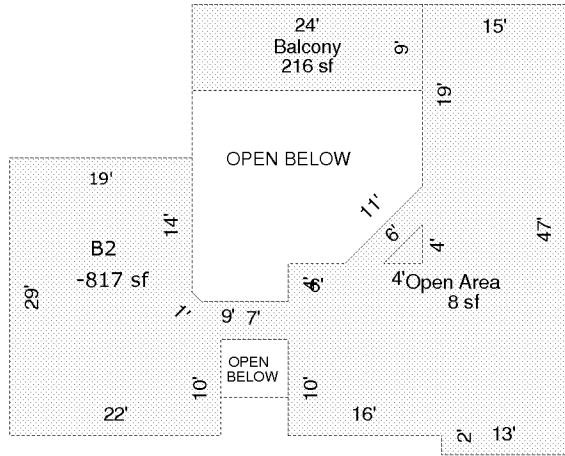 24'
Balcony
216 sf
9'
15'
19'
OPEN BELOW
19'
14'
11'
6'
4'
47'
B2
-817 sf
29'
4'
6'
4'
Open Area
8 sf
1'
9'
7'
OPEN
BELOW
10'
10'
22'
16'
2'
13'